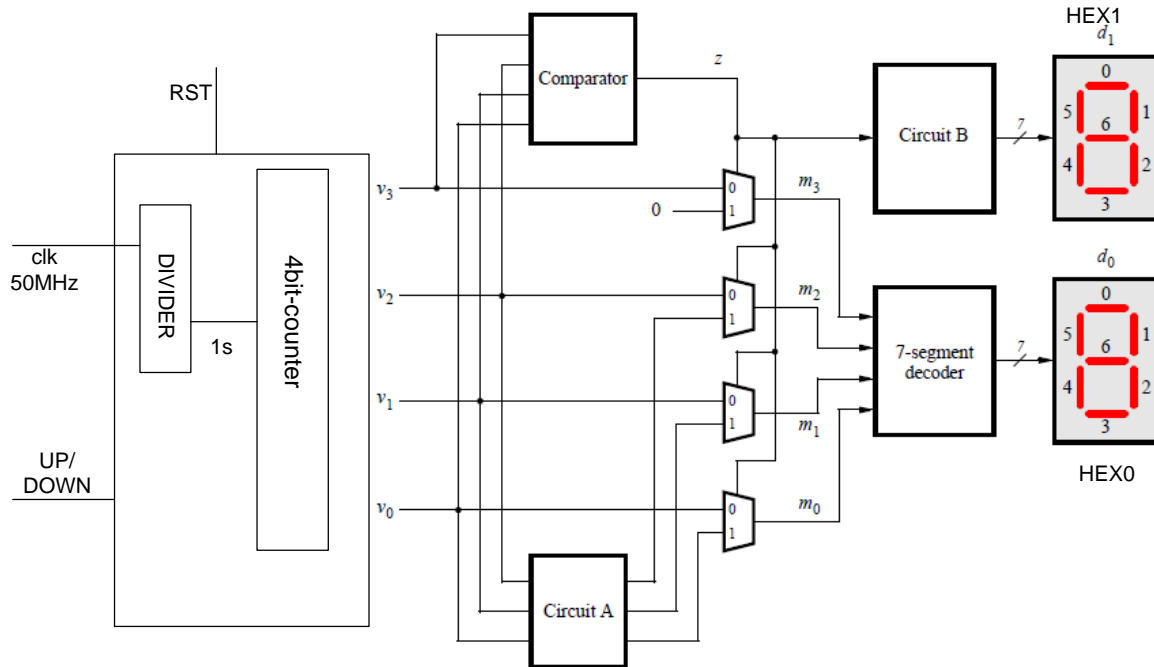 HEX1
d1
0
5
1
6
4
2
3
RST
clk
50MHz
DIVIDER
1s
4bit-counter
UP/
DOWN
Comparator
z
Circuit B
7
v3
0
1
0
m3
v2
0
1
m2
v1
0
1
m1
v0
0
1
m0
Circuit A
7-segment
decoder
7
d0
0
5
1
6
4
2
3
HEX0